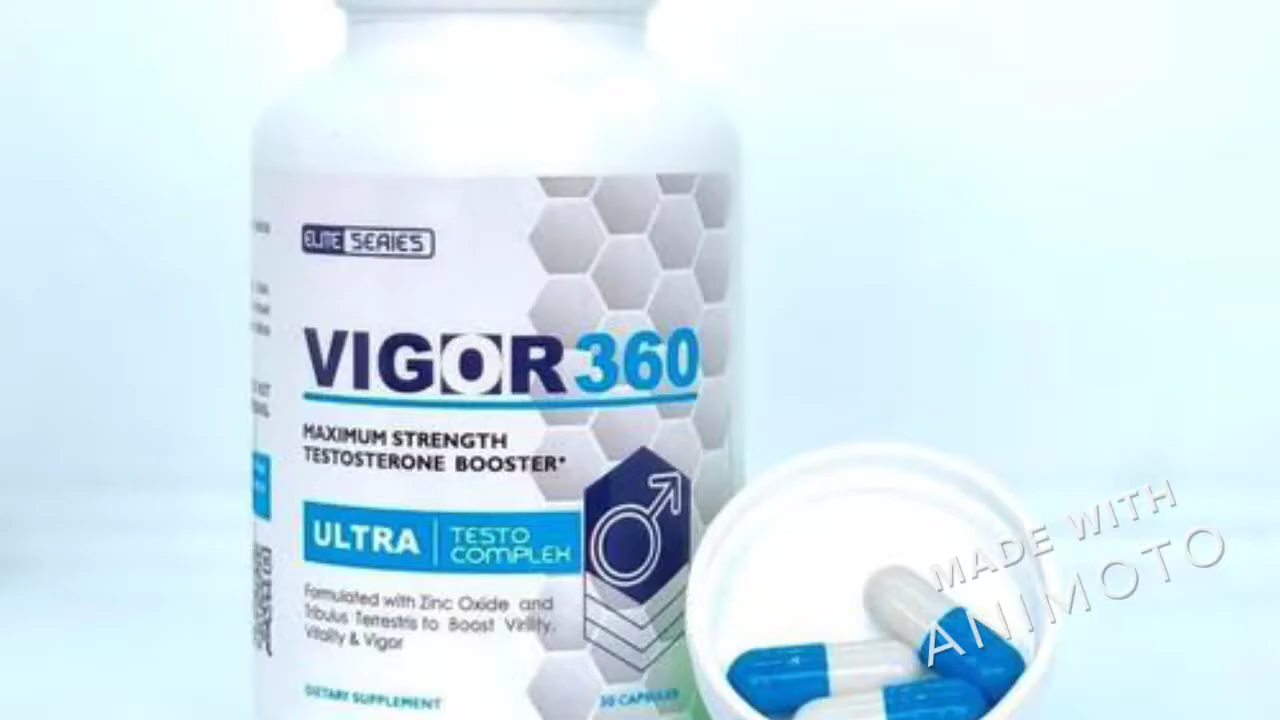 ELITE SERIES
VIGOR360
MAXIMUM STRENGTH
TESTOSTERONE BOOSTER*
ULTRA
TESTO
COMPLEX
Formulated with Zinc Oxide and
Tribulus Terrestris to Boost Virility,
Vitality & Vigor
DIETARY SUPPLEMENT
CAPSULES
MADE WITH
ANIMOTO